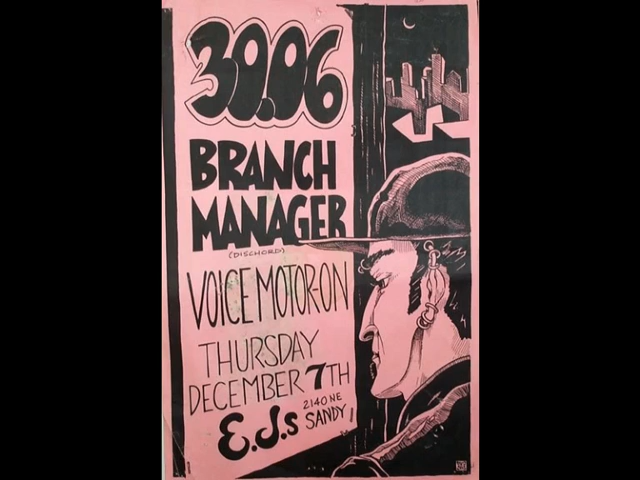 30.06
BRANCH
MANAGER
(DISCHORD)
VOICE MOTOR-ON
THURSDAY
DECEMBER 7TH
E.J.s 2140 NE
SANDY!